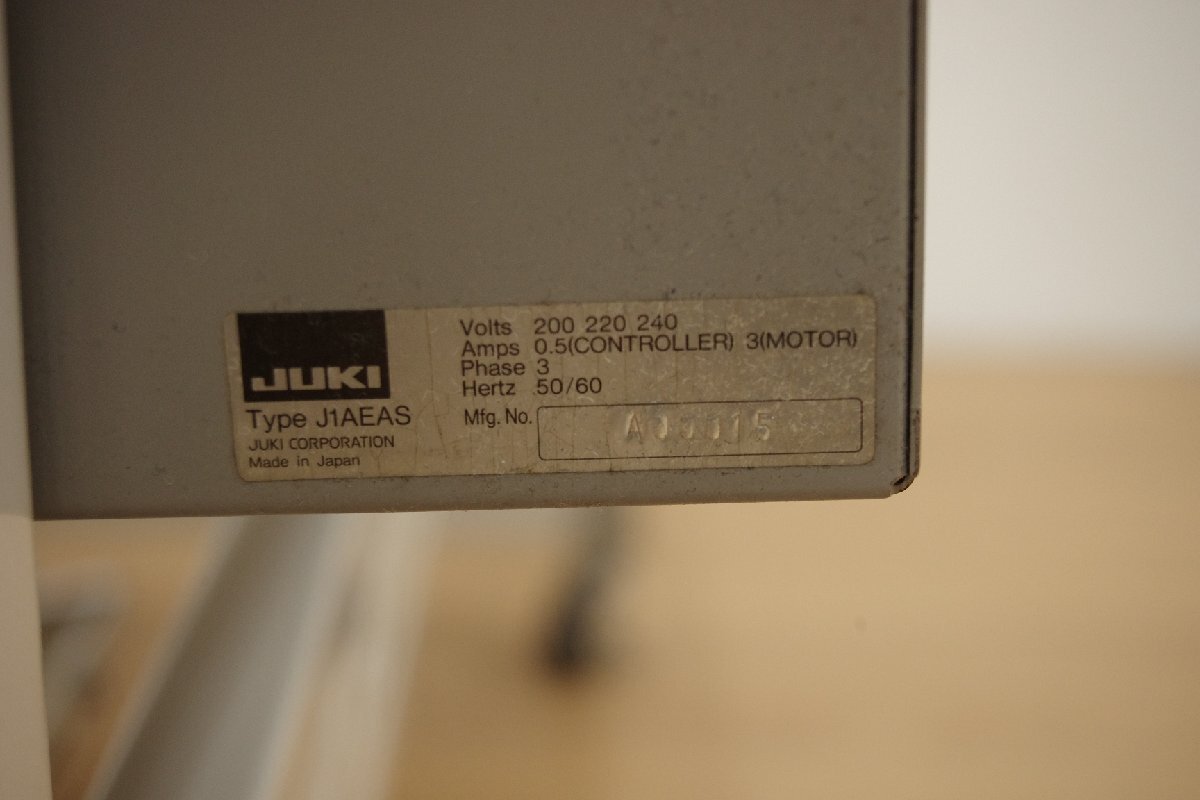 JUKI
Type J1AEAS
JUKI CORPORATION
Made in Japan
Volts 200 220 240
Amps 0.5(CONTROLLER) 3(MOTOR)
Phase 3
Hertz 50/60
Mfg. No. A00015